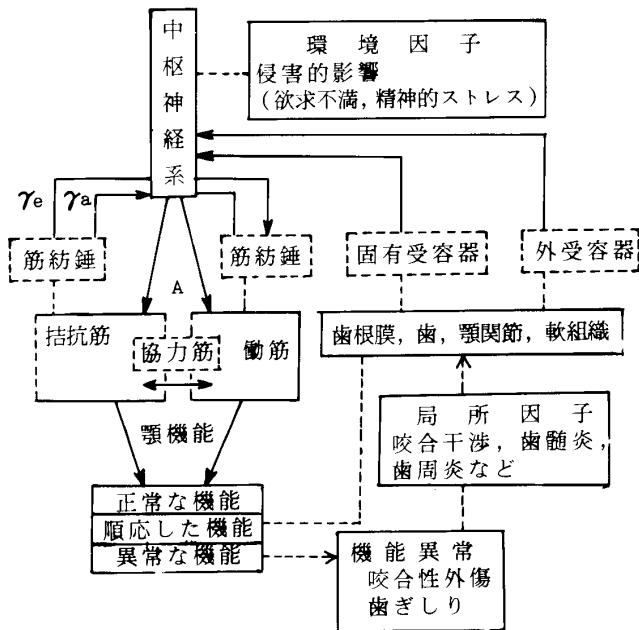 中枢神経系
環境因子
侵害的影響
(欲求不満,精神的ストレス)
γe
γa
筋紡錘
筋紡錘
固有受容器
外受容器
A
拮抗筋
協力筋
働筋
歯根膜,歯,顎関節,軟組織
顎機能
局所因子
咬合干渉,歯髄炎,
歯周炎など
正常な機能
順応した機能
異常な機能
機能異常
咬合性外傷
歯ぎしり